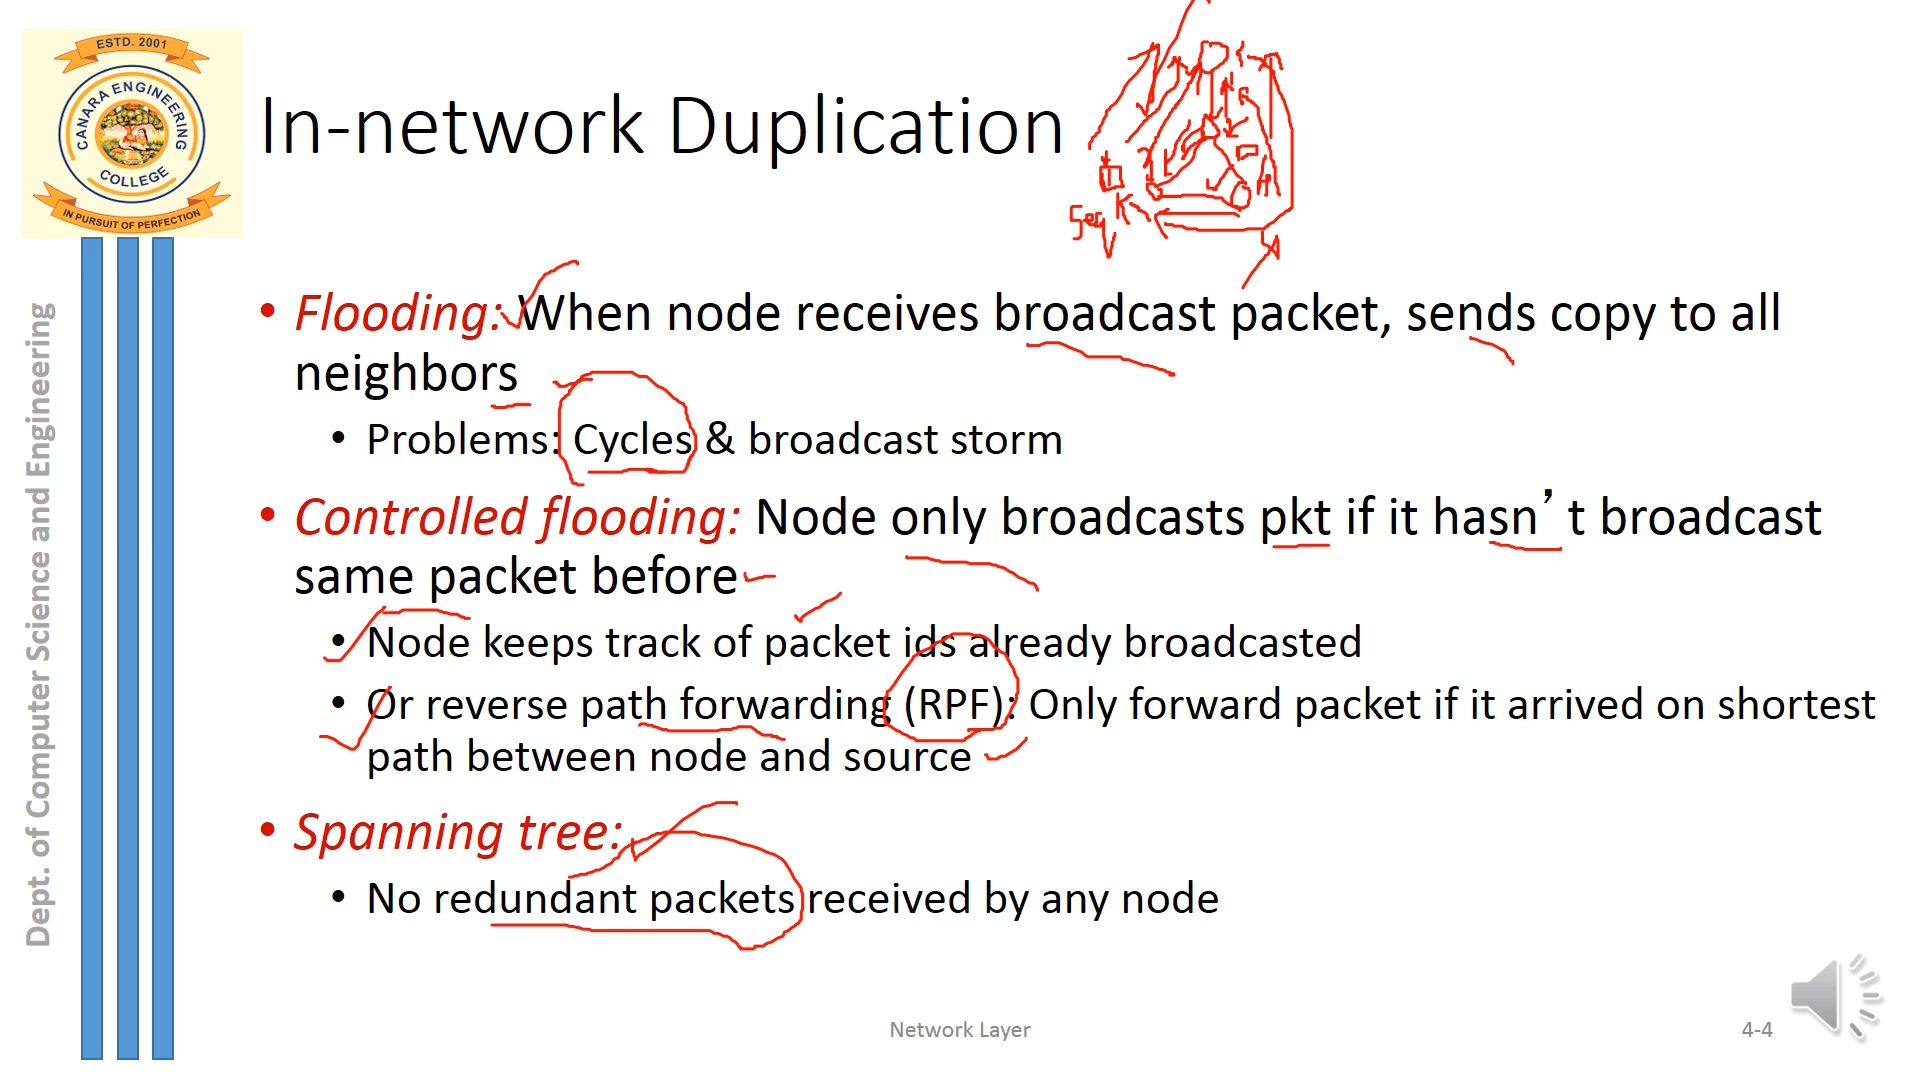 ESTD. 2001
CANARA ENGINEERING
COLLEGE
IN PURSUIT OF PERFECTION
Dept. of Computer Science and Engineering
In-network Duplication
• Flooding: When node receives broadcast packet, sends copy to all
neighbors
• Problems: Cycles & broadcast storm
• Controlled flooding: Node only broadcasts pkt if it hasn’t broadcast
same packet before
• Node keeps track of packet ids already broadcasted
• Or reverse path forwarding (RPF): Only forward packet if it arrived on shortest
path between node and source
• Spanning tree:
• No redundant packets received by any node
Network Layer
4-4